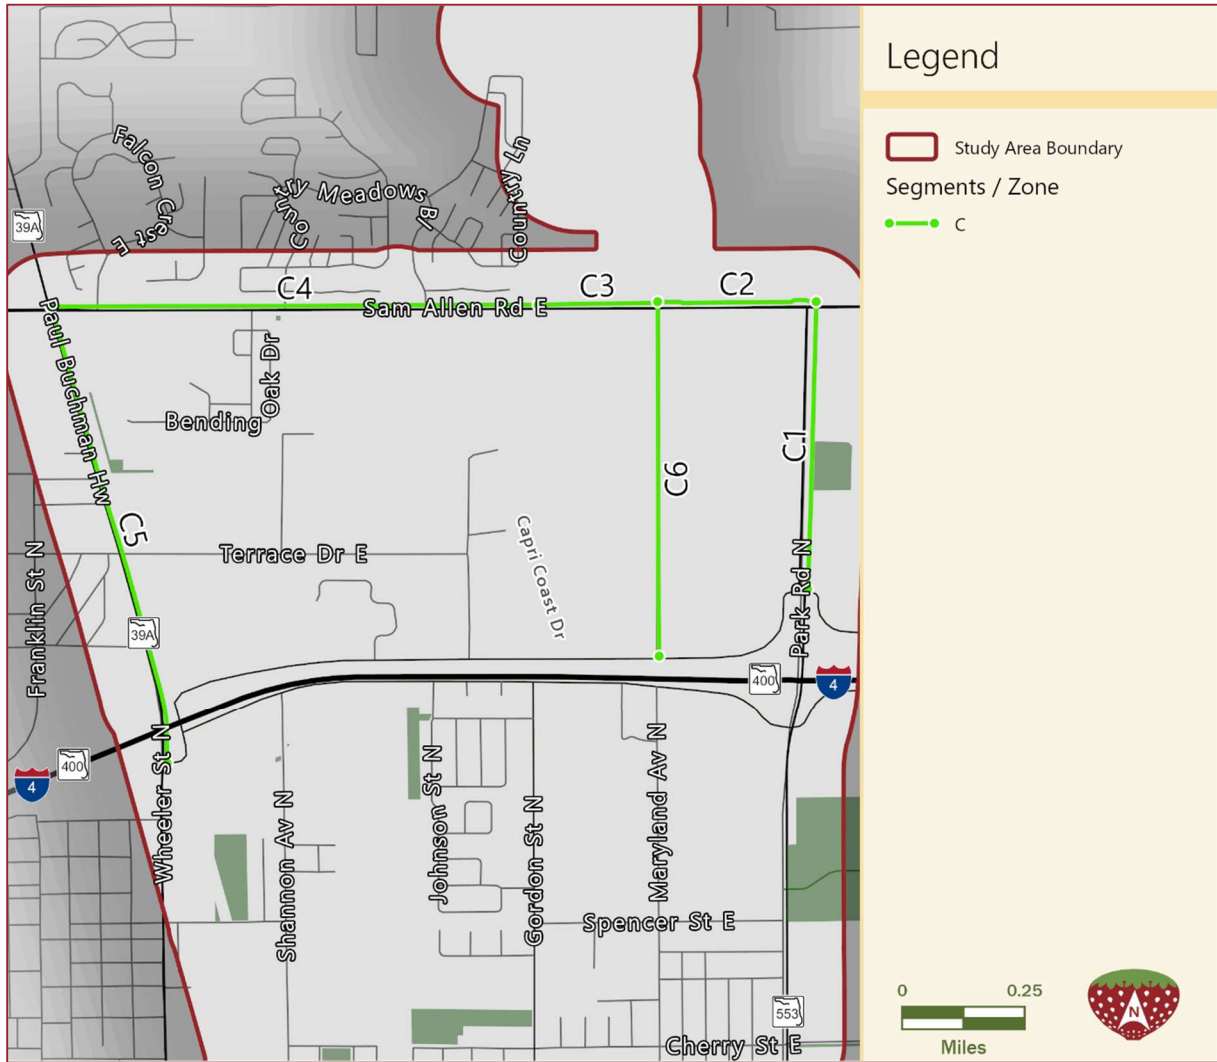 Legend
Study Area Boundary
Segments / Zone
C
Falcon Crest E
Country Meadows Bl
Country Ln
39A
C4
C3
C2
Sam Allen Rd E
Paul Buchman Hw
Oak Dr
Bending
C1
C6
C5
Terrace Dr E
Capri Coast Dr
Franklin St N
Park Rd N
39A
400
4
Wheeler St N
400
4
Shannon Av N
Johnson St N
Gordon St N
Maryland Av N
Spencer St E
553
Cherry St E
0 0.25
Miles
N